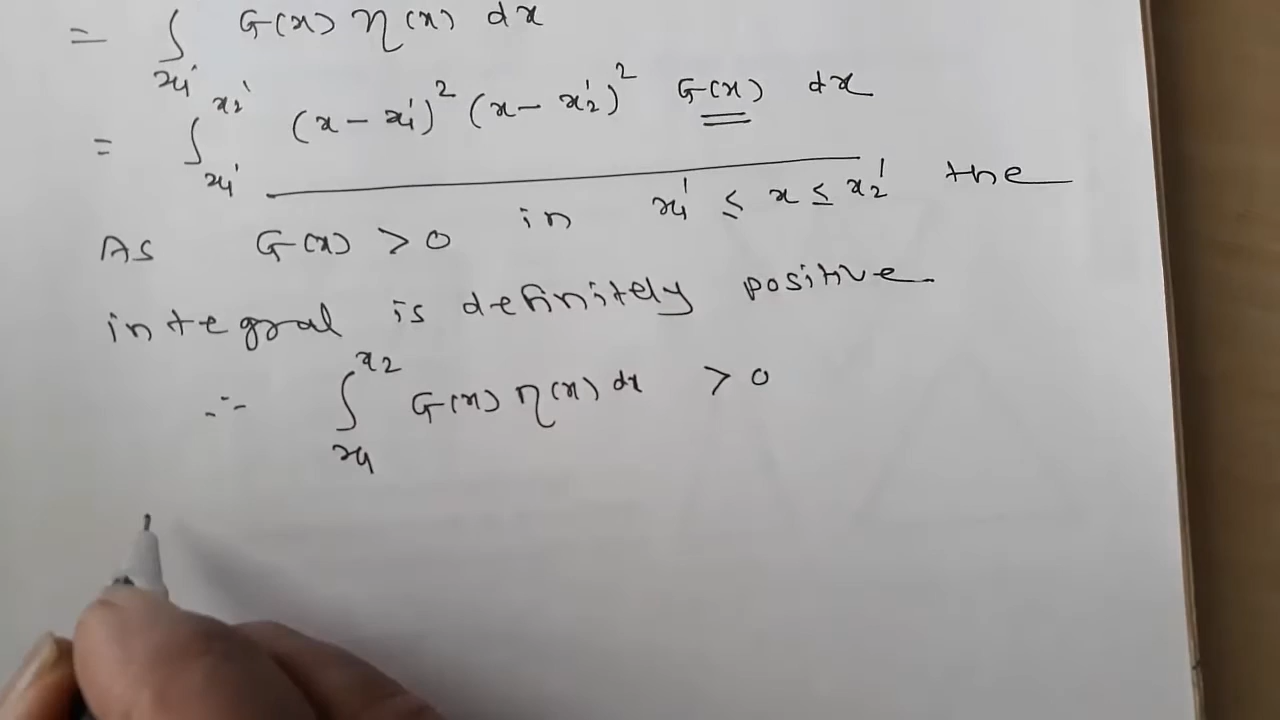 = ∫_{x₁'} G(x) η(x) dx
= ∫_{x₁'}^{x₂'} (x - x₁')² (x - x₂')² G(x) dx
As G(x) > 0 in x₁' ≤ x ≤ x₂' the
integral is definitely positive.
∴ ∫_{x₁}^{x₂} G(x) η(x) dx > 0